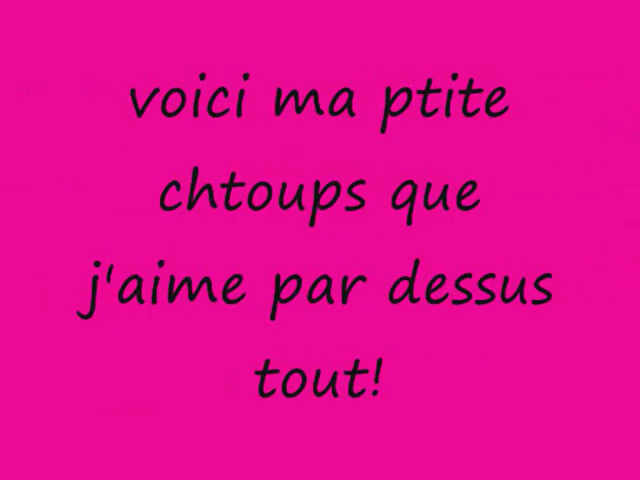 voici ma ptite
chtoups que
j'aime par dessus
tout!